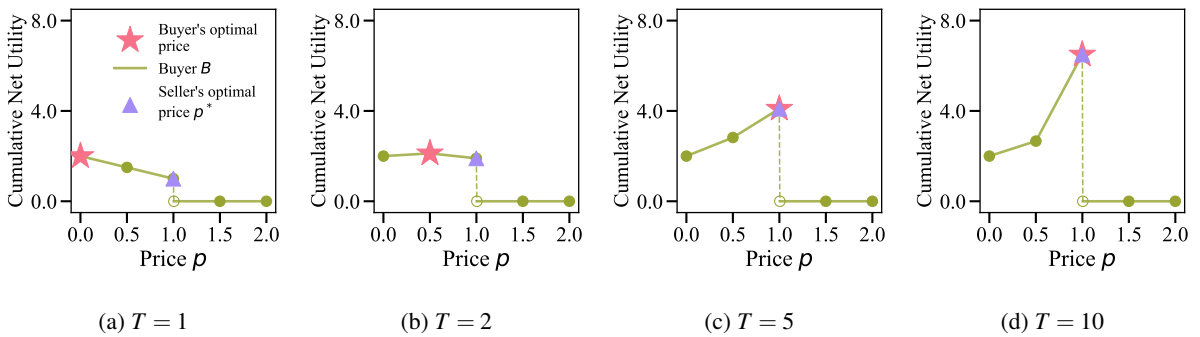 Cumulative Net Utility
8.0
4.0
0.0
Buyer's optimal
price
Buyer B
Seller's optimal
price p*
0.0 0.5 1.0 1.5 2.0
Price p
(a) T = 1
Cumulative Net Utility
8.0
4.0
0.0
0.0 0.5 1.0 1.5 2.0
Price p
(b) T = 2
Cumulative Net Utility
8.0
4.0
0.0
0.0 0.5 1.0 1.5 2.0
Price p
(c) T = 5
Cumulative Net Utility
8.0
4.0
0.0
0.0 0.5 1.0 1.5 2.0
Price p
(d) T = 10